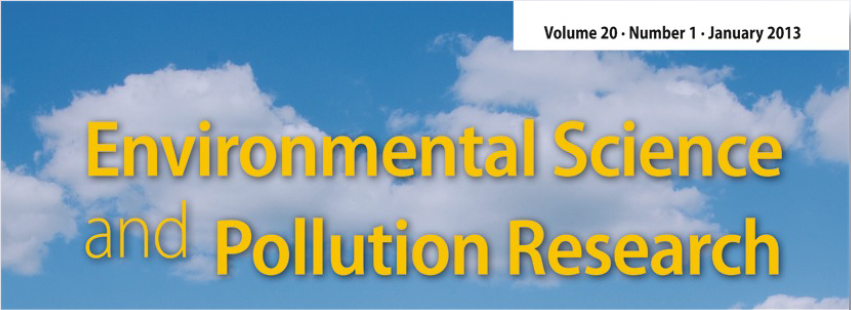 Volume 20 · Number 1 · January 2013
Environmental Science
and Pollution Research